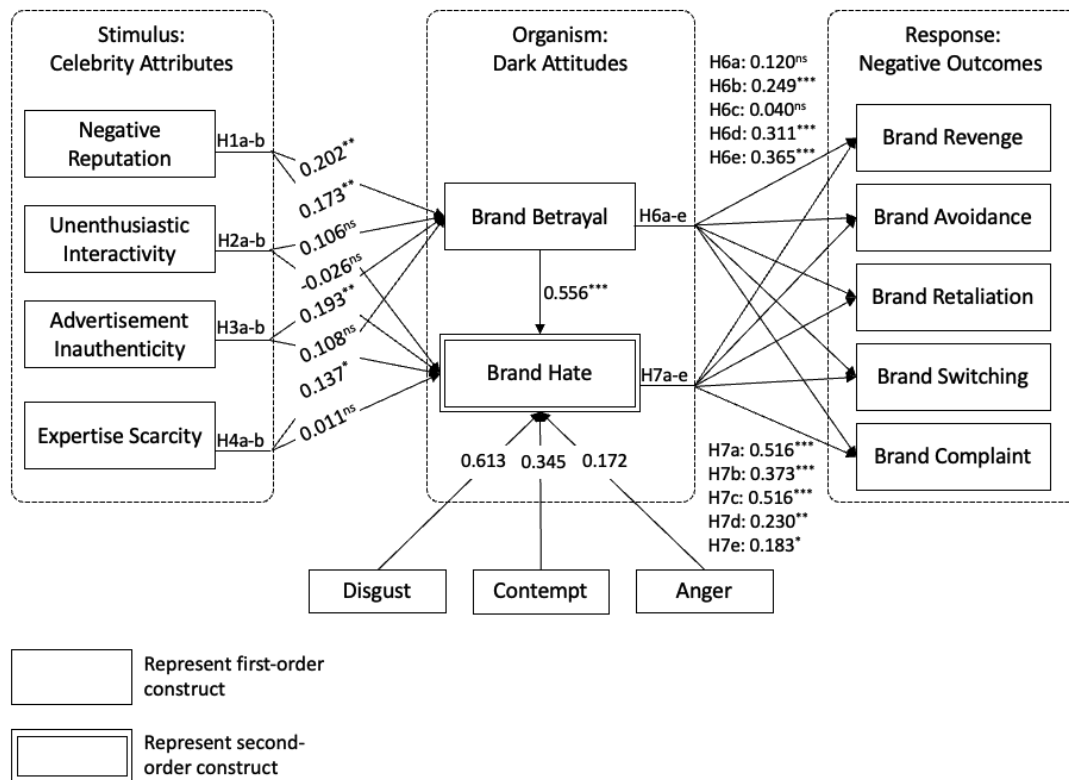 Stimulus:
Celebrity Attributes
Negative
Reputation
H1a-b
Unenthusiastic
Interactivity
H2a-b
Advertisement
Inauthenticity
H3a-b
Expertise Scarcity
H4a-b
0.202**
0.173**
0.106ns
-0.026ns
0.193**
0.108ns
0.137*
0.011ns
Organism:
Dark Attitudes
Brand Betrayal
H6a-e
0.556***
Brand Hate
H7a-e
0.613
0.345
0.172
Disgust
Contempt
Anger
H6a: 0.120ns
H6b: 0.249***
H6c: 0.040ns
H6d: 0.311***
H6e: 0.365***
H7a: 0.516***
H7b: 0.373***
H7c: 0.516***
H7d: 0.230**
H7e: 0.183*
Response:
Negative Outcomes
Brand Revenge
Brand Avoidance
Brand Retaliation
Brand Switching
Brand Complaint
Represent first-order
construct
Represent second-
order construct